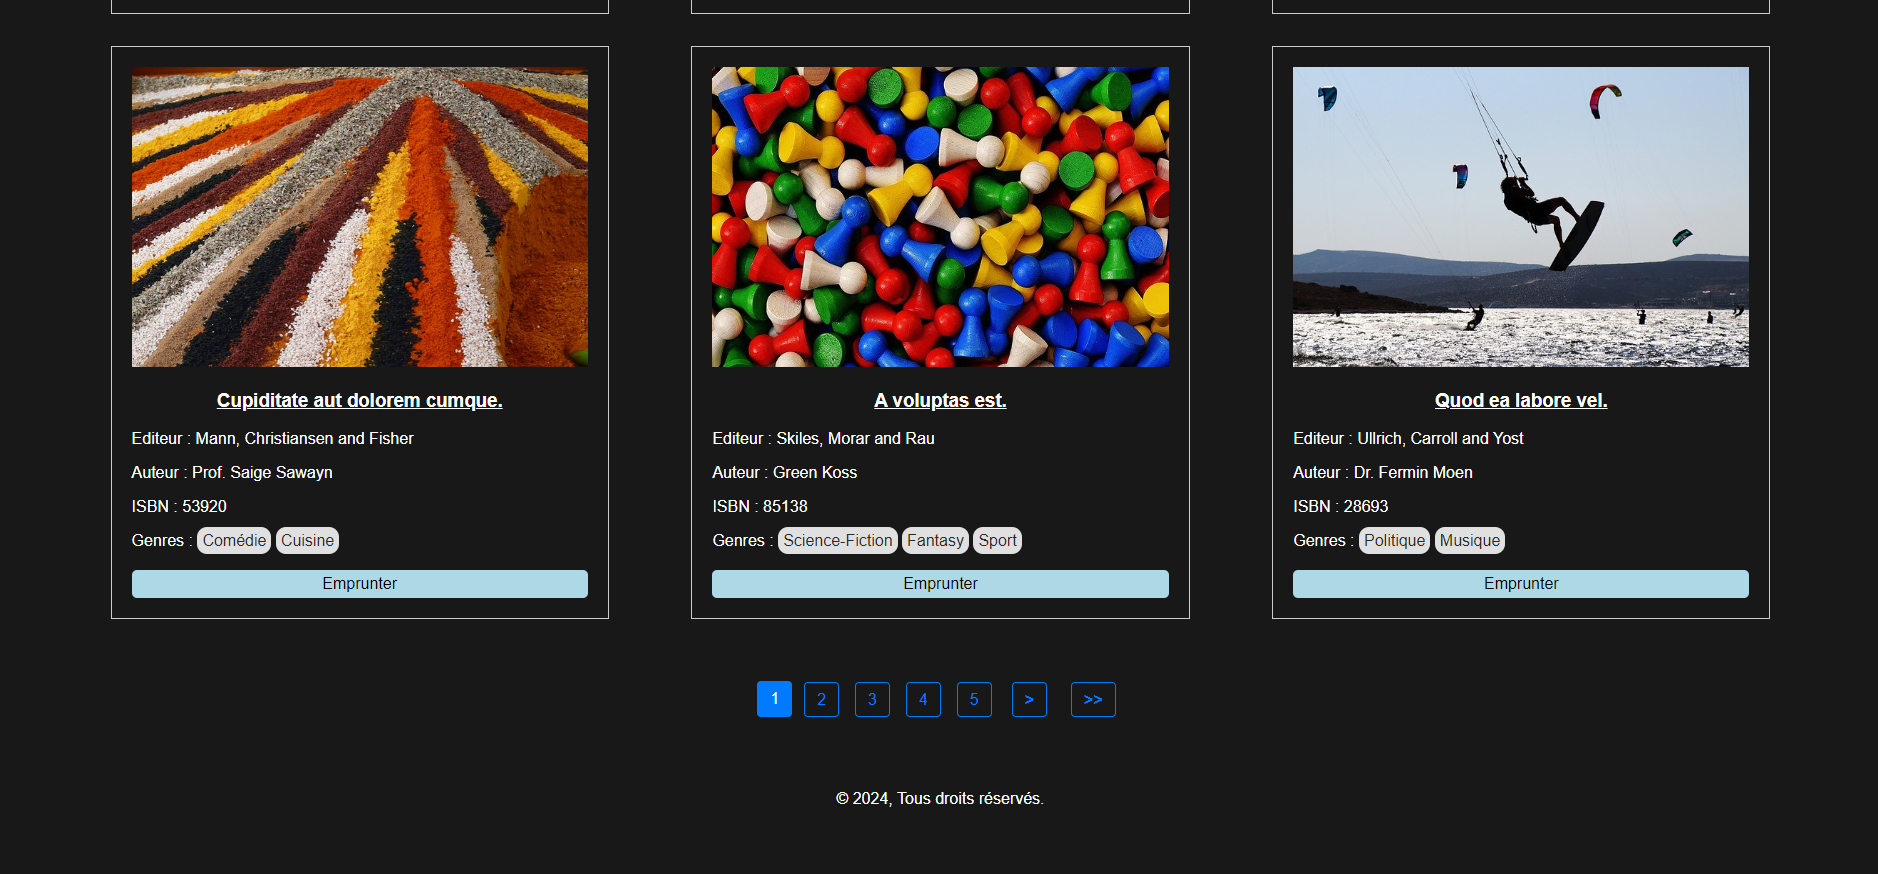 Cupiditate aut dolorem cumque.
Editeur : Mann, Christiansen and Fisher
Auteur : Prof. Saige Sawayn
ISBN : 53920
Genres : Comédie Cuisine
Emprunter
A voluptas est.
Editeur : Skiles, Morar and Rau
Auteur : Green Koss
ISBN : 85138
Genres : Science-Fiction Fantasy Sport
Emprunter
Quod ea labore vel.
Editeur : Ullrich, Carroll and Yost
Auteur : Dr. Fermin Moen
ISBN : 28693
Genres : Politique Musique
Emprunter
1 2 3 4 5 > >>
© 2024, Tous droits réservés.